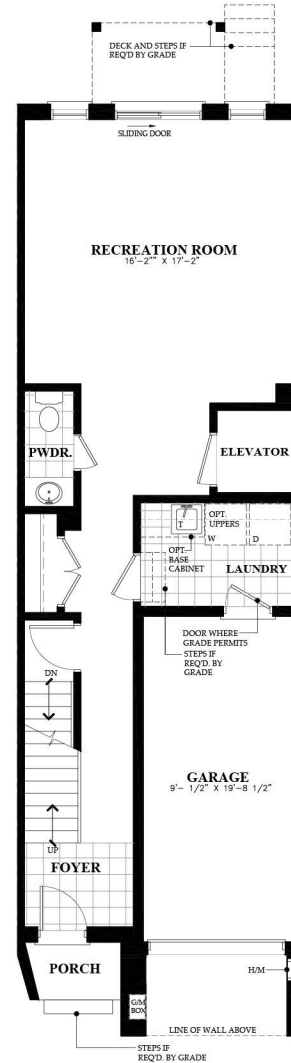 DECK AND STEPS IF
REQ'D BY GRADE
SLIDING DOOR
RECREATION ROOM
16'-2"" X 17'-2"
PWDR.
ELEVATOR
T
OPT.
UPPERS
W
D
OPT.
BASE
CABINET
LAUNDRY
DOOR WHERE
GRADE PERMITS
STEPS IF
REQ'D. BY
GRADE
DN
GARAGE
9'- 1/2" X 19'-8 1/2"
UP
FOYER
PORCH
H/M
G/M
BOX
LINE OF WALL ABOVE
STEPS IF
REQ'D. BY GRADE